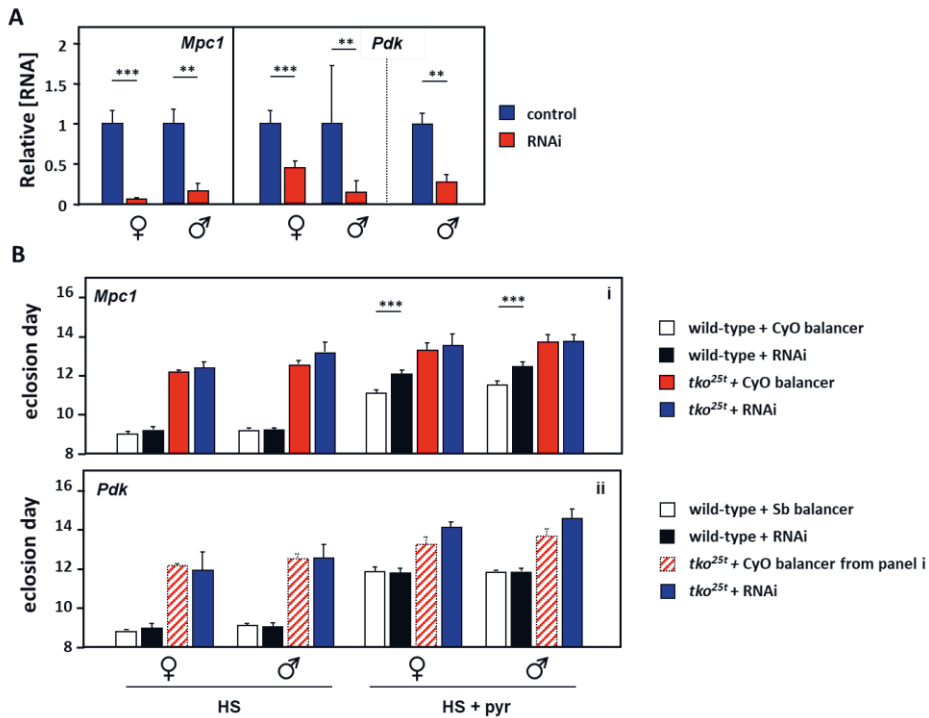 A
Mpc1
Pdk
Relative [RNA]
2
1.5
1
0.5
0
*** ** *** ** **
♀ ♂ ♀ ♂ ♂
control
RNAi
B
Mpc1
i
eclosion day
16
14
12
10
8
*** ***
wild-type + CyO balancer
wild-type + RNAi
tko25t + CyO balancer
tko25t + RNAi
Pdk
ii
eclosion day
16
14
12
10
8
wild-type + Sb balancer
wild-type + RNAi
tko25t + CyO balancer from panel i
tko25t + RNAi
♀ ♂ ♀ ♂
HS HS + pyr